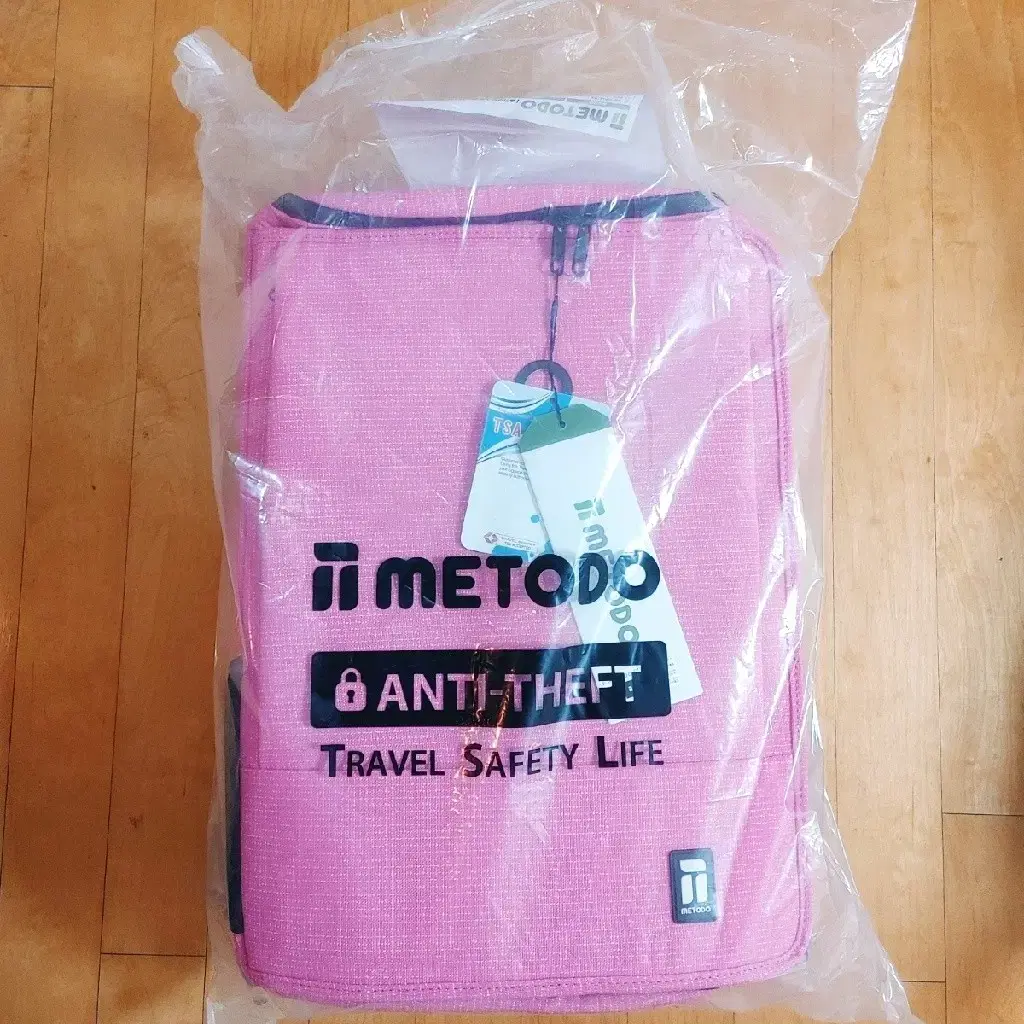 METODO
TSA
METODO
METODO
ANTI-THEFT
TRAVEL SAFETY LIFE
METODO